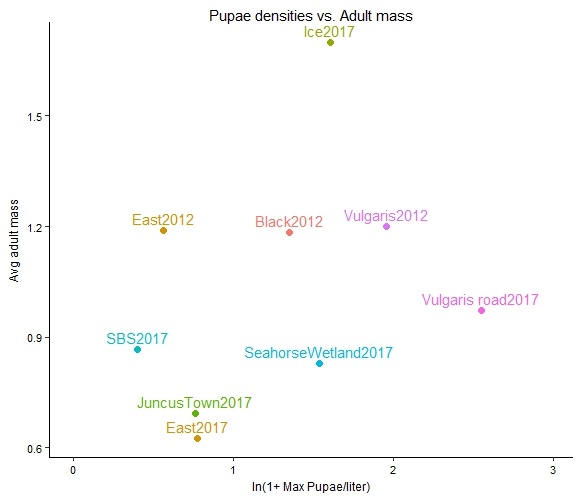 Pupae densities vs. Adult mass
Ice2017
1.5
East2012
Black2012
Vulgaris2012
1.2
Avg adult mass
Vulgaris road2017
0.9
SBS2017
SeahorseWetland2017
JuncusTown2017
East2017
0.6
0
1
2
3
ln(1+ Max Pupae/liter)